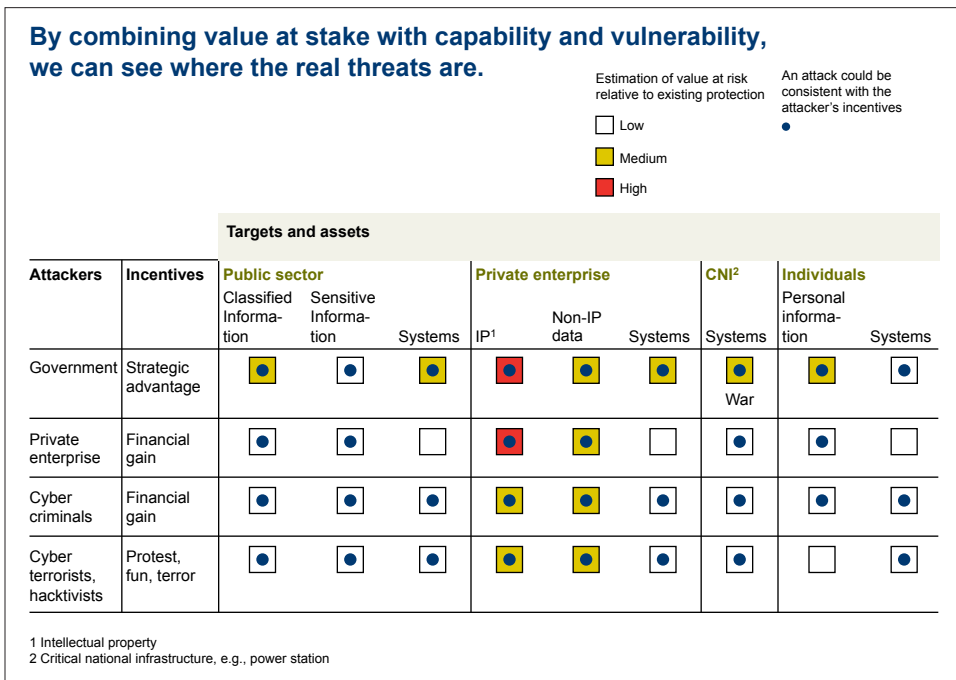 By combining value at stake with capability and vulnerability,
we can see where the real threats are.
Estimation of value at risk
relative to existing protection
Low
Medium
High
An attack could be
consistent with the
attacker's incentives
Targets and assets
Attackers
Incentives
Public sector
Private enterprise
CNI²
Individuals
Classified
Informa-
tion
Sensitive
Informa-
tion
Systems
IP¹
Non-IP
data
Systems
Systems
Personal
informa-
tion
Systems
Government
Strategic
advantage
War
Private
enterprise
Financial
gain
Cyber
criminals
Financial
gain
Cyber
terrorists,
hacktivists
Protest,
fun, terror
1 Intellectual property
2 Critical national infrastructure, e.g., power station